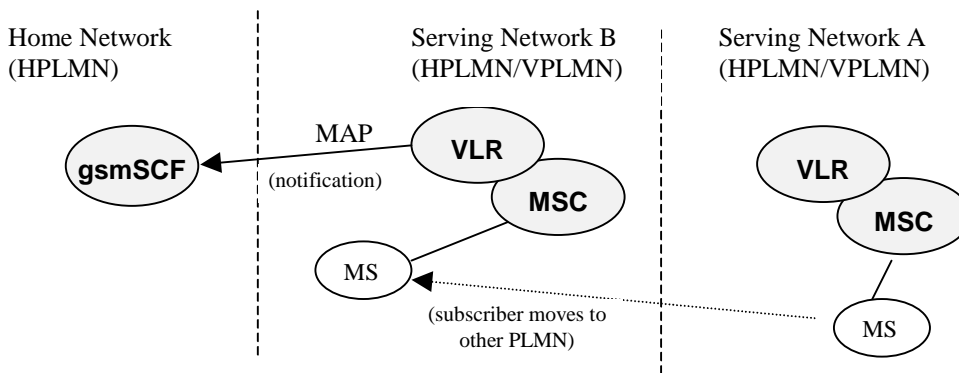 Home Network
(HPLMN)
Serving Network B
(HPLMN/VPLMN)
Serving Network A
(HPLMN/VPLMN)
gsmSCF
MAP
(notification)
VLR
MSC
MS
VLR
MSC
MS
(subscriber moves to
other PLMN)